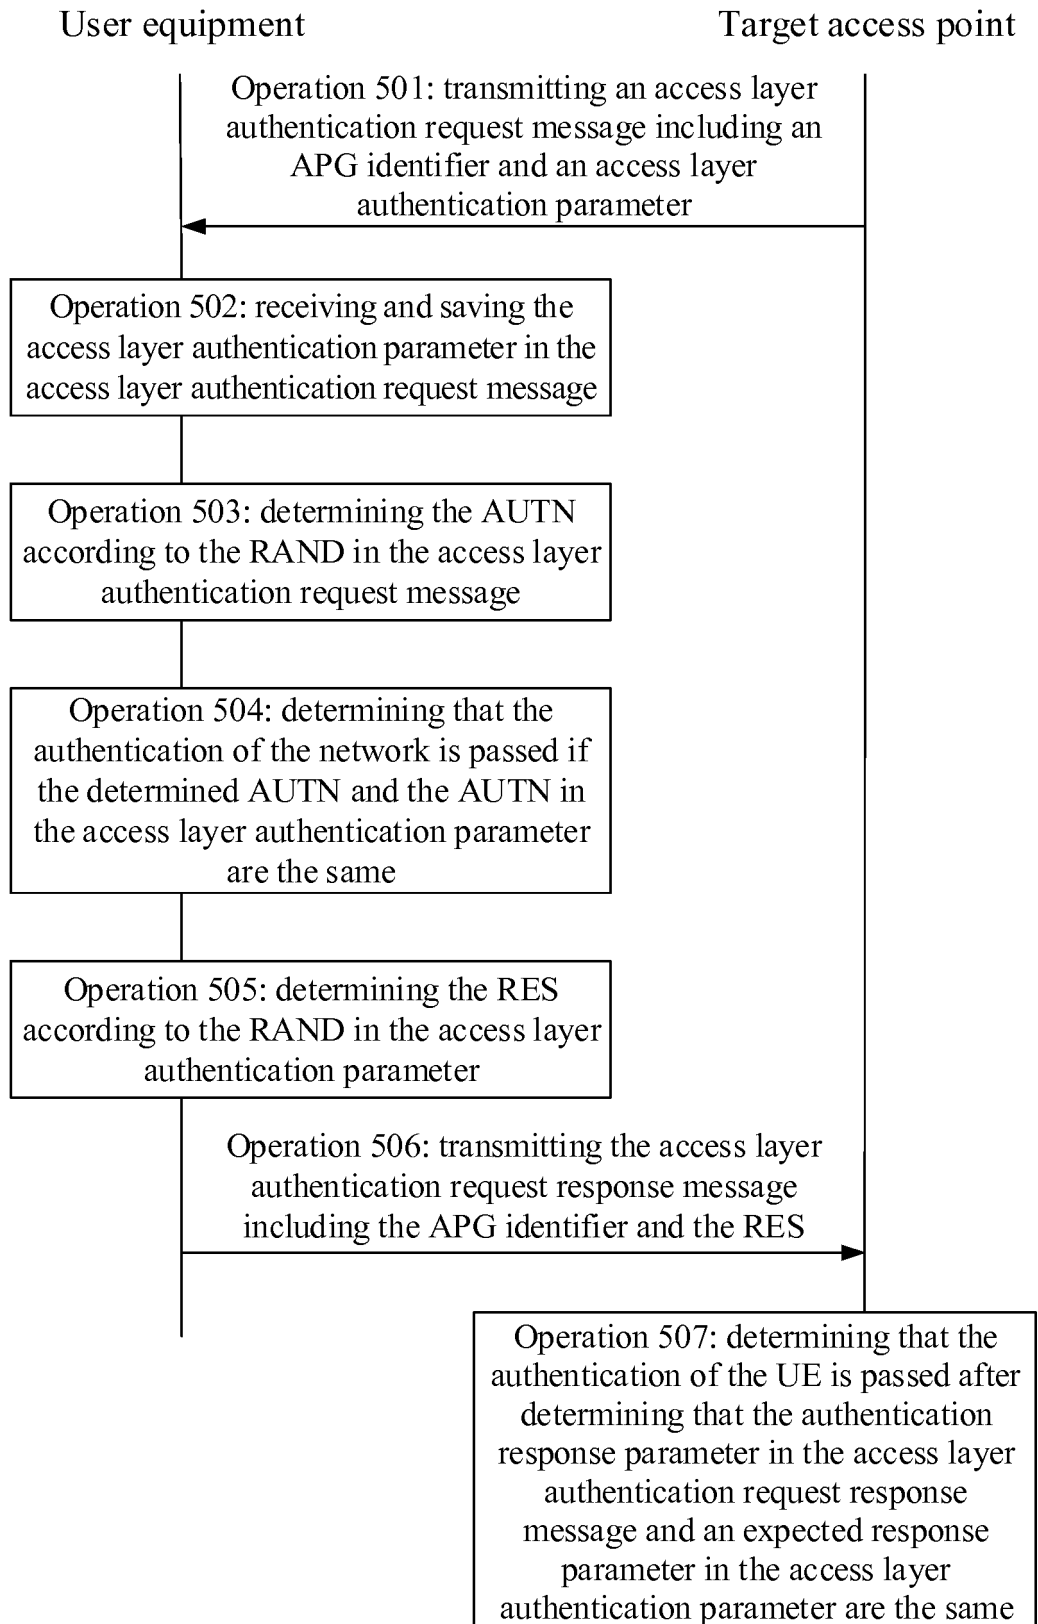 User equipment
Target access point
Operation 501: transmitting an access layer
authentication request message including an
APG identifier and an access layer
authentication parameter
Operation 502: receiving and saving the
access layer authentication parameter in the
access layer authentication request message
Operation 503: determining the AUTN
according to the RAND in the access layer
authentication request message
Operation 504: determining that the
authentication of the network is passed if
the determined AUTN and the AUTN in
the access layer authentication parameter
are the same
Operation 505: determining the RES
according to the RAND in the access layer
authentication parameter
Operation 506: transmitting the access layer
authentication request response message
including the APG identifier and the RES
Operation 507: determining that the
authentication of the UE is passed after
determining that the authentication
response parameter in the access layer
authentication request response
message and an expected response
parameter in the access layer
authentication parameter are the same